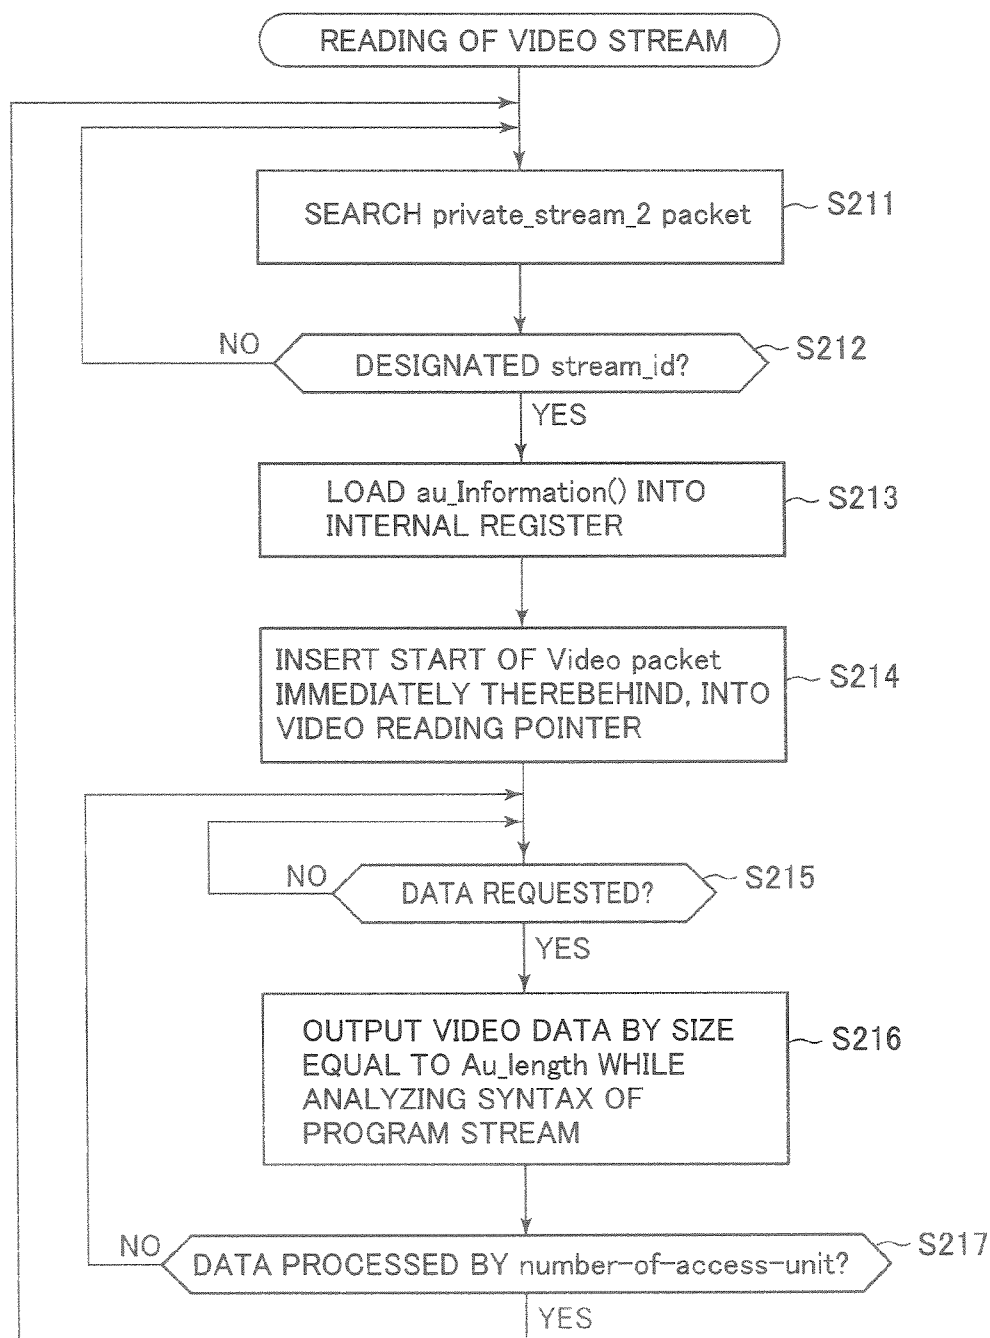 READING OF VIDEO STREAM
SEARCH private_stream_2 packet
S211
NO
DESIGNATED stream_id?
S212
YES
LOAD au_Information() INTO
INTERNAL REGISTER
S213
INSERT START OF Video packet
IMMEDIATELY THEREBEHIND, INTO
VIDEO READING POINTER
S214
NO
DATA REQUESTED?
S215
YES
OUTPUT VIDEO DATA BY SIZE
EQUAL TO Au_length WHILE
ANALYZING SYNTAX OF
PROGRAM STREAM
S216
NO
DATA PROCESSED BY number-of-access-unit?
S217
YES